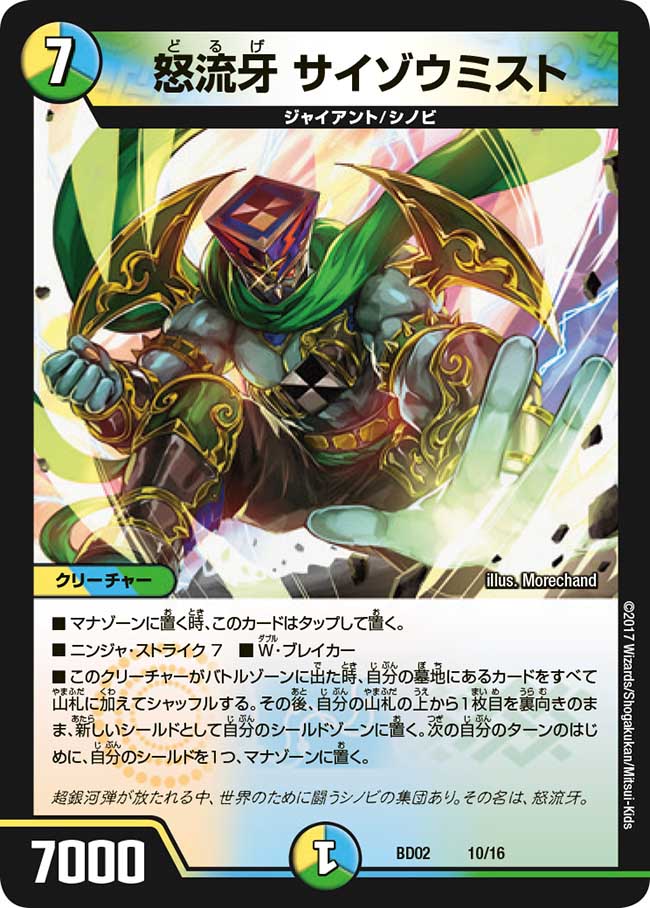 7
どるげ
怒流牙 サイゾウミスト
ジャイアント/シノビ
クリーチャー
illus. Morechand
■マナゾーンに置く時、このカードはタップして置く。
■ニンジャ・ストライク 7 ■W・ブレイカー
■このクリーチャーがバトルゾーンに出た時、自分の墓地にあるカードをすべて
山札に加えてシャッフルする。その後、自分の山札の上から1枚目を裏向きのま
ま、新しいシールドとして自分のシールドゾーンに置く。次の自分のターンのはじ
めに、自分のシールドを1つ、マナゾーンに置く。
超銀河弾が放たれる中、世界のために闘うシノビの集団あり。その名は、怒流牙。
©2017 Wizards/Shogakukan/Mitsui-Kids
7000
1
BD02 10/16